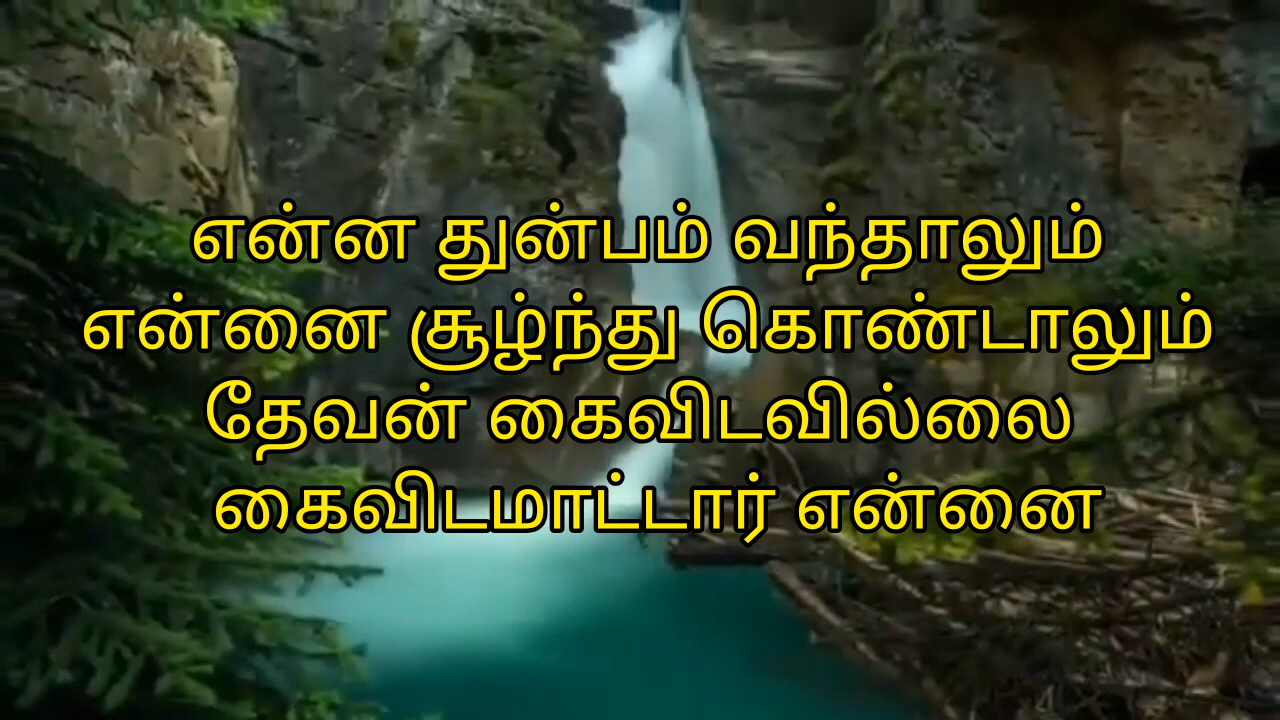 என்ன துன்பம் வந்தாலும்
என்னை சூழ்ந்து கொண்டாலும்
தேவன் கைவிடவில்லை
கைவிடமாட்டார் என்னை